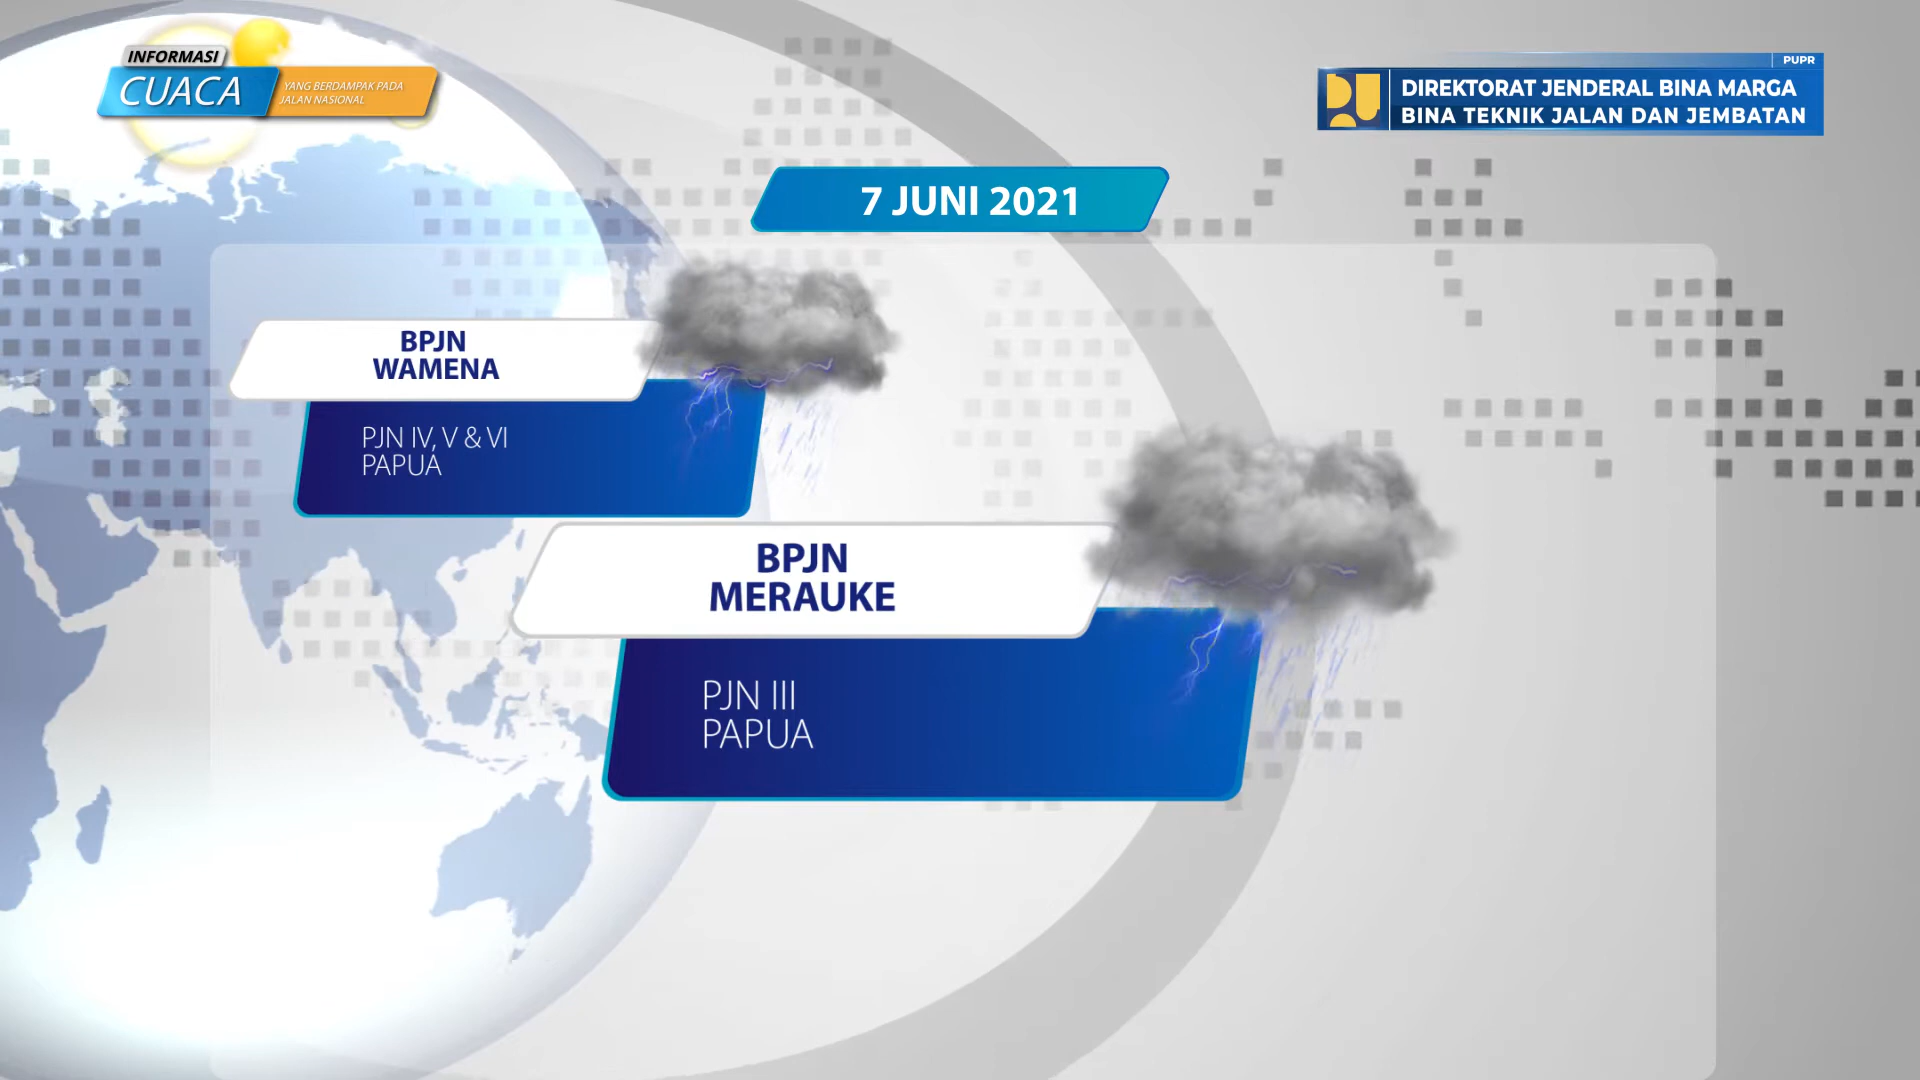 INFORMASI
CUACA
YANG BERDAMPAK PADA
JALAN NASIONAL
PUPR
DIREKTORAT JENDERAL BINA MARGA
BINA TEKNIK JALAN DAN JEMBATAN
7 JUNI 2021
BPJN
WAMENA
PJN IV, V & VI
PAPUA
BPJN
MERAUKE
PJN III
PAPUA